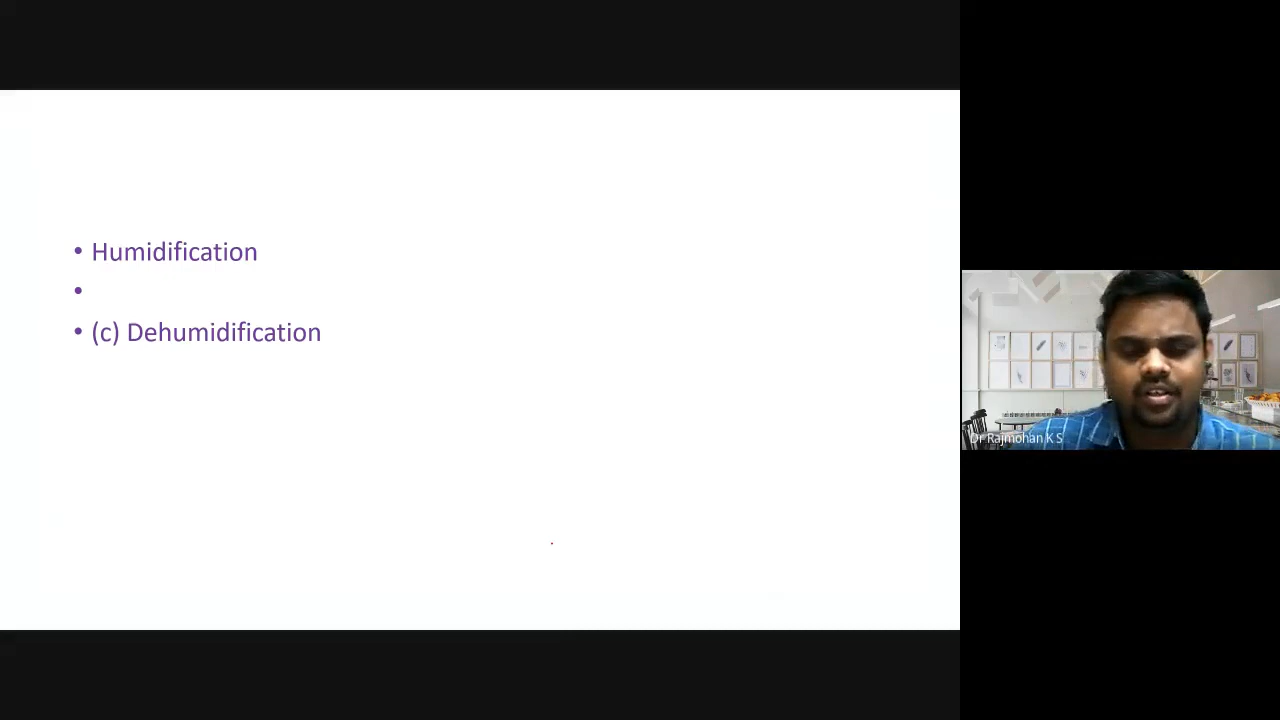 • Humidification
•
• (c) Dehumidification
Dr Rajmohan K S